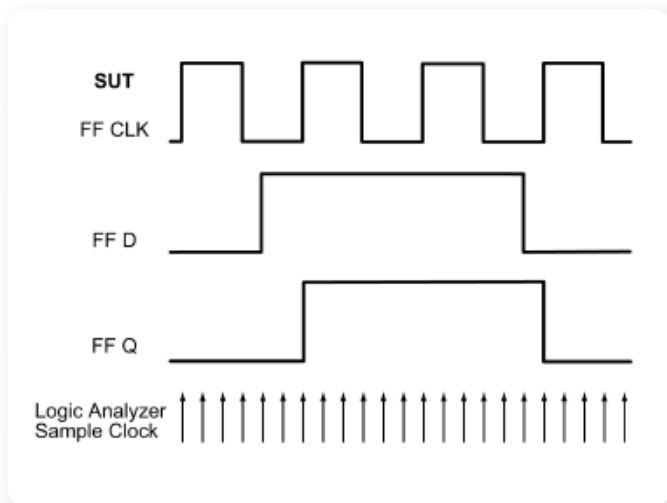 SUT
FF CLK
FF D
FF Q
Logic Analyzer
Sample Clock